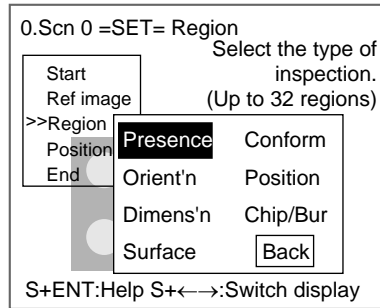 0.Scn 0 =SET= Region
Select the type of
inspection.
(Up to 32 regions)
Start
Ref image
>>Region
Position
End
Presence Conform
Orient'n Position
Dimens'n Chip/Bur
Surface Back
S+ENT:Help S+←→:Switch display